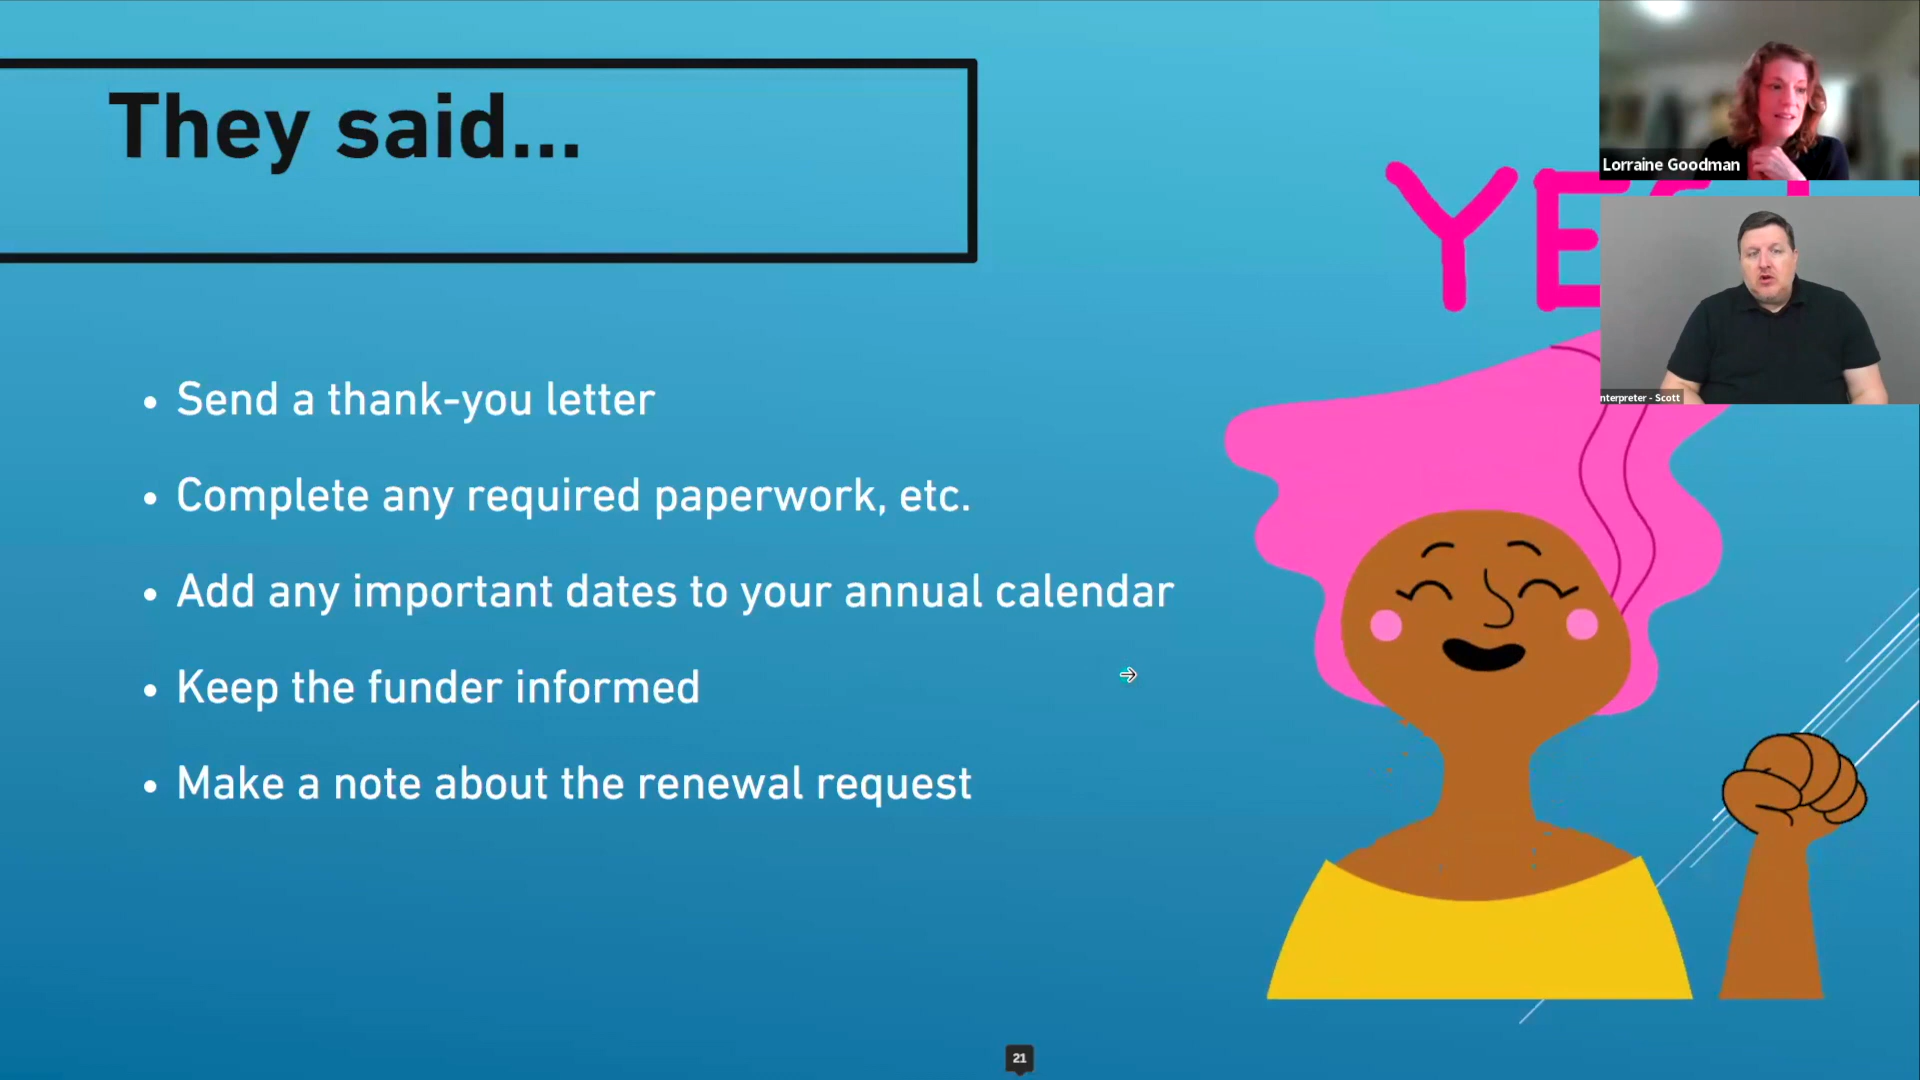 They said...
YES!
Lorraine Goodman
nterpreter - Scott
• Send a thank-you letter
• Complete any required paperwork, etc.
• Add any important dates to your annual calendar
• Keep the funder informed
• Make a note about the renewal request
21